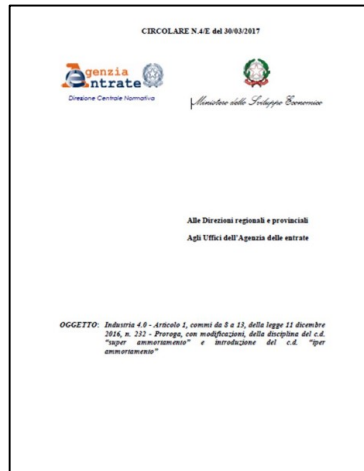 CIRCOLARE N.4/E del 30/03/2017
Agenzia
Entrate
Direzione Centrale Normativa
Ministero dello Sviluppo Economico
Alle Direzioni regionali e provinciali
Agli Uffici dell'Agenzia delle entrate
OGGETTO: Industria 4.0 - Articolo 1, commi da 8 a 13, della legge 11 dicembre
2016, n. 232 - Proroga, con modificazioni, della disciplina del c.d.
"super ammortamento" e introduzione del c.d. "iper
ammortamento"